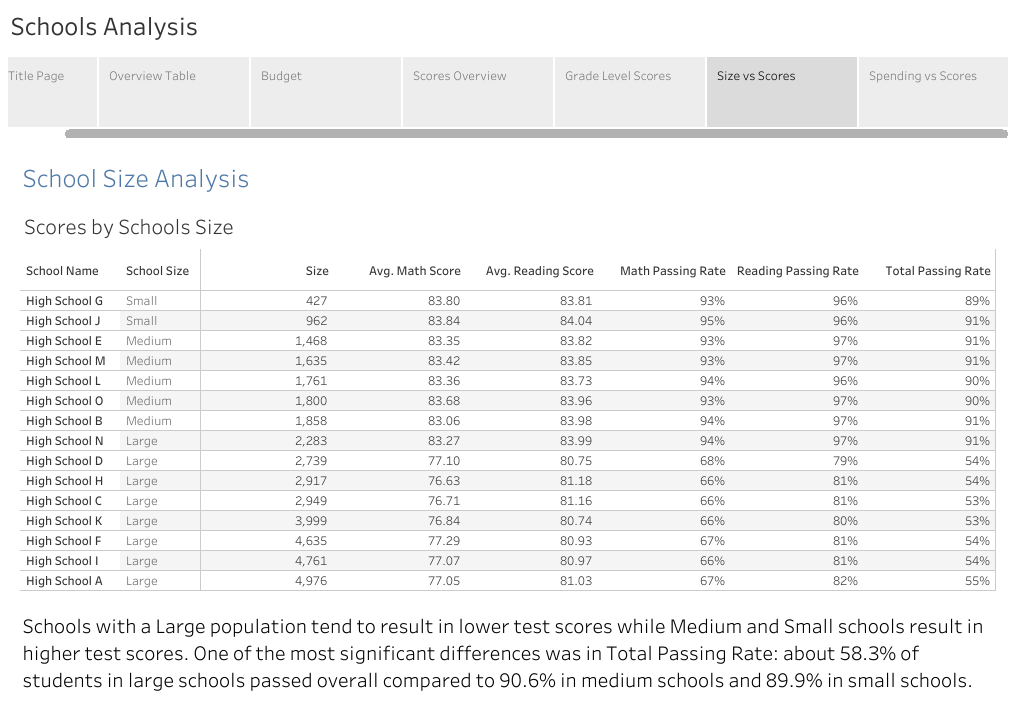 Schools Analysis
Title Page Overview Table Budget Scores Overview Grade Level Scores Size vs Scores Spending vs Scores
School Size Analysis
Scores by Schools Size
School Name School Size Size Avg. Math Score Avg. Reading Score Math Passing Rate Reading Passing Rate Total Passing Rate
High School G Small 427 83.80 83.81 93% 96% 89%
High School J Small 962 83.84 84.04 95% 96% 91%
High School E Medium 1,468 83.35 83.82 93% 97% 91%
High School M Medium 1,635 83.42 83.85 93% 97% 91%
High School L Medium 1,761 83.36 83.73 94% 96% 90%
High School O Medium 1,800 83.68 83.96 93% 97% 90%
High School B Medium 1,858 83.06 83.98 94% 97% 91%
High School N Large 2,283 83.27 83.99 94% 97% 91%
High School D Large 2,739 77.10 80.75 68% 79% 54%
High School H Large 2,917 76.63 81.18 66% 81% 54%
High School C Large 2,949 76.71 81.16 66% 81% 53%
High School K Large 3,999 76.84 80.74 66% 80% 53%
High School F Large 4,635 77.29 80.93 67% 81% 54%
High School I Large 4,761 77.07 80.97 66% 81% 54%
High School A Large 4,976 77.05 81.03 67% 82% 55%
Schools with a Large population tend to result in lower test scores while Medium and Small schools result in
higher test scores. One of the most significant differences was in Total Passing Rate: about 58.3% of
students in large schools passed overall compared to 90.6% in medium schools and 89.9% in small schools.